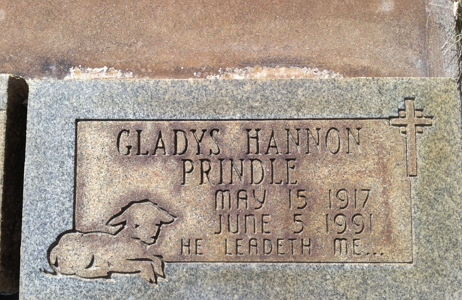 GLADYS HANNON
PRINDLE
MAY 15 1917
JUNE 5 1991
HE LEADETH ME...